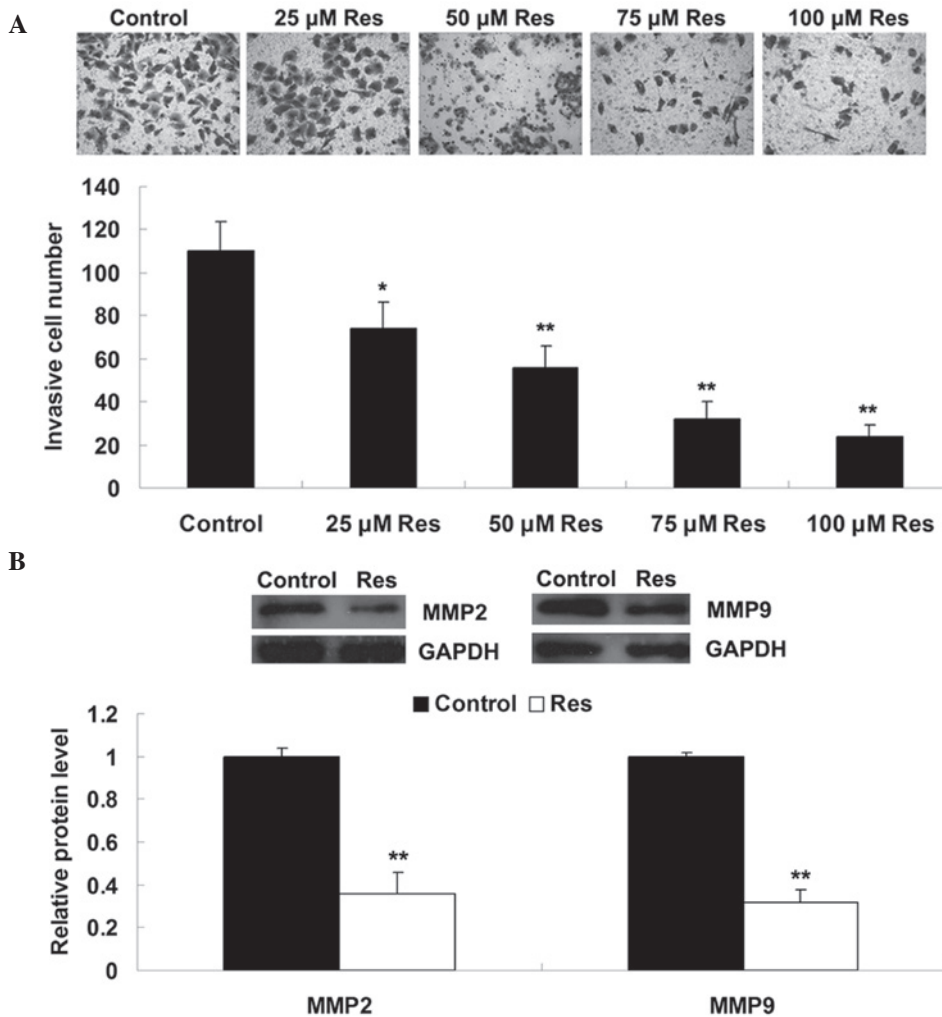 A
Control 25 µM Res 50 µM Res 75 µM Res 100 µM Res
140
120
100
80
60
40
20
0
Invasive cell number
*
**
**
**
Control 25 µM Res 50 µM Res 75 µM Res 100 µM Res
B
Control Res
MMP2
GAPDH
Control Res
MMP9
GAPDH
Control Res
1.2
1
0.8
0.6
0.4
0.2
0
Relative protein level
**
**
MMP2 MMP9